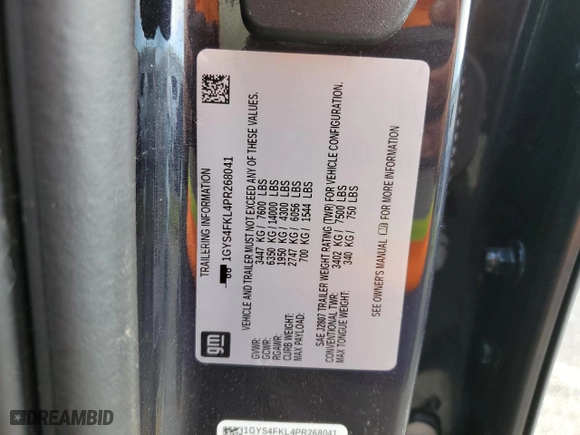 TRAILERING INFORMATION
1GYS4FKL4PR268041
VEHICLE AND TRAILER MUST NOT EXCEED ANY OF THESE VALUES.
GVWR: 3447 KG / 7600 LBS
GCWR: 6350 KG / 14000 LBS
RGAWR: 1950 KG / 4300 LBS
CURB WEIGHT: 2747 KG / 6056 LBS
MAX PAYLOAD: 700 KG / 1544 LBS
SAE J2807 TRAILER WEIGHT RATING (TWR) FOR VEHICLE CONFIGURATION.
CONVENTIONAL TWR: 3402 KG / 7500 LBS
MAX TONGUE WEIGHT: 340 KG / 750 LBS
SEE OWNER'S MANUAL FOR MORE INFORMATION
gm
1GYS4FKL4PR268041
DREAMBID